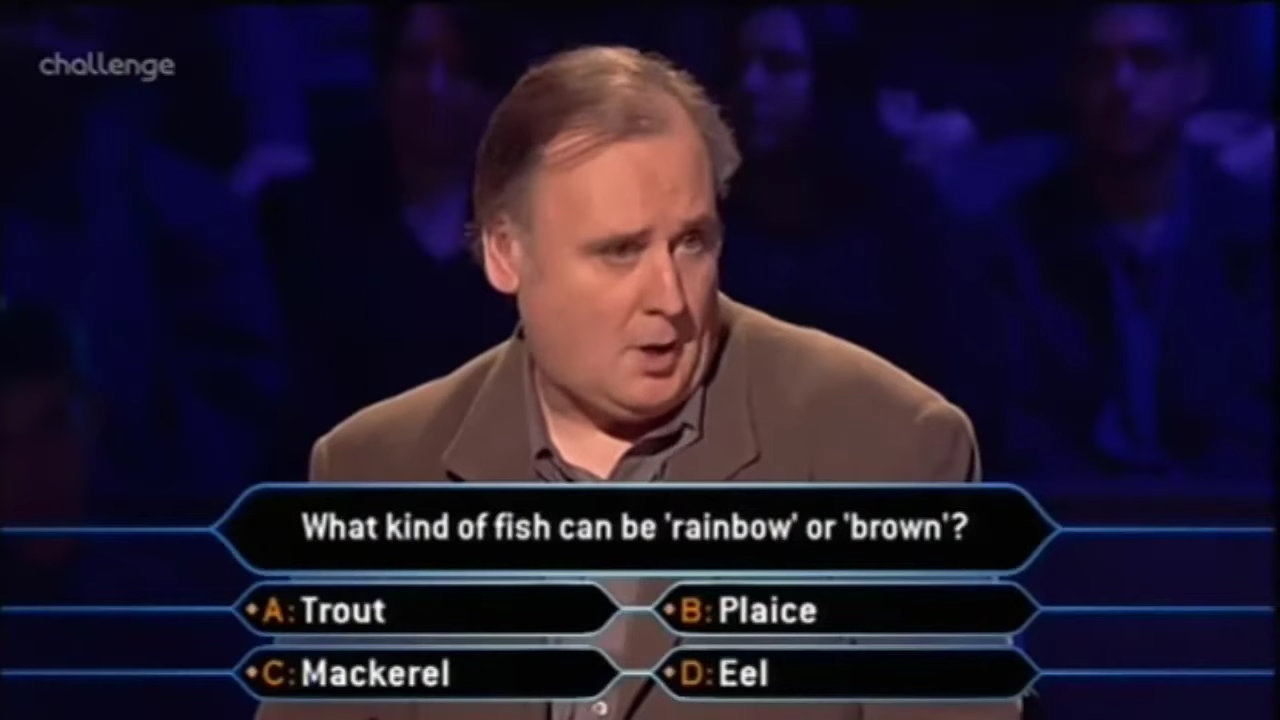 challenge
What kind of fish can be 'rainbow' or 'brown'?
A: Trout
B: Plaice
C: Mackerel
D: Eel